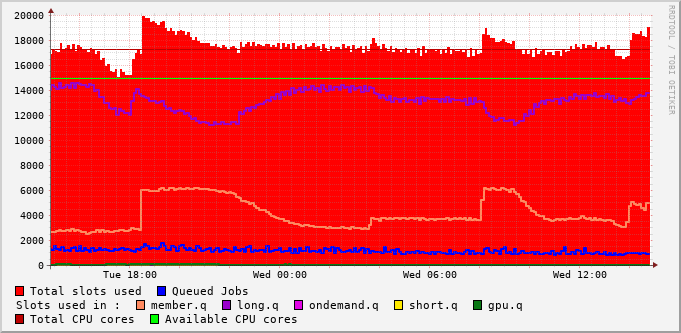 20000
18000
16000
14000
12000
10000
8000
6000
4000
2000
0
Tue 18:00 Wed 00:00 Wed 06:00 Wed 12:00
RRDTOOL / TOBI OETIKER
Total slots used Queued Jobs
Slots used in : member.q long.q ondemand.q short.q gpu.q
Total CPU cores Available CPU cores